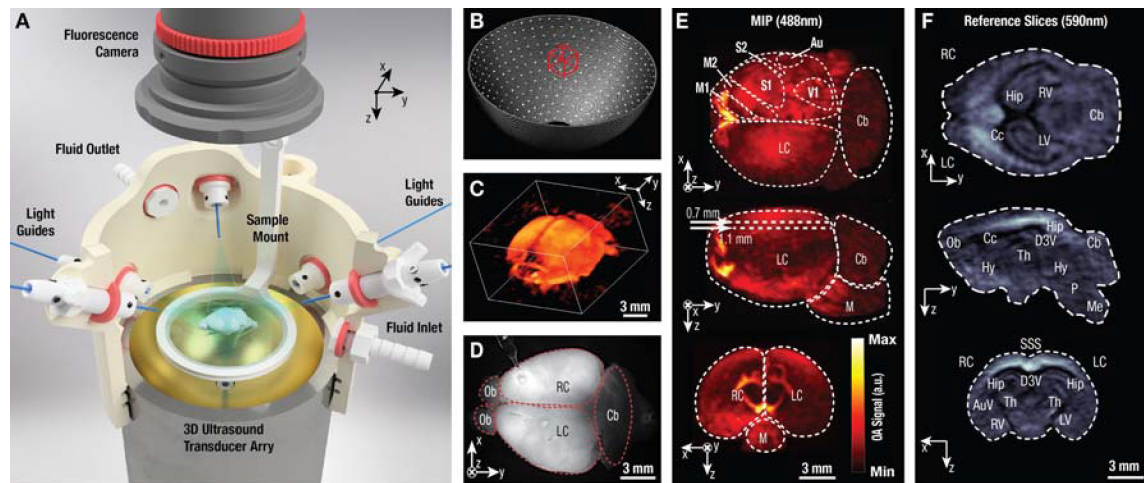 A
Fluorescence
Camera
x
y
z
Fluid Outlet
Light
Guides
Sample
Mount
Light
Guides
Fluid Inlet
3D Ultrasound
Transducer Arry
B
C
x
y
z
3 mm
D
Ob
Ob
RC
LC
Cb
x
z
y
3 mm
E
MIP (488nm)
Au
S2
M2
M1
S1
V1
Cb
LC
x
z
y
0.7 mm
1.1 mm
LC
Cb
M
x
y
z
RC
LC
M
x
y
z
3 mm
Max
OA Signal (a.u.)
Min
F
Reference Slices (590nm)
RC
Hip
RV
Cb
Cc
LV
x
LC
y
Ob
Cc
Hip
D3V
Cb
Th
Hy
Hy
P
Me
y
z
SSS
RC
LC
Hip
D3V
Hip
AuV
Th
Th
RV
LV
x
z
3 mm